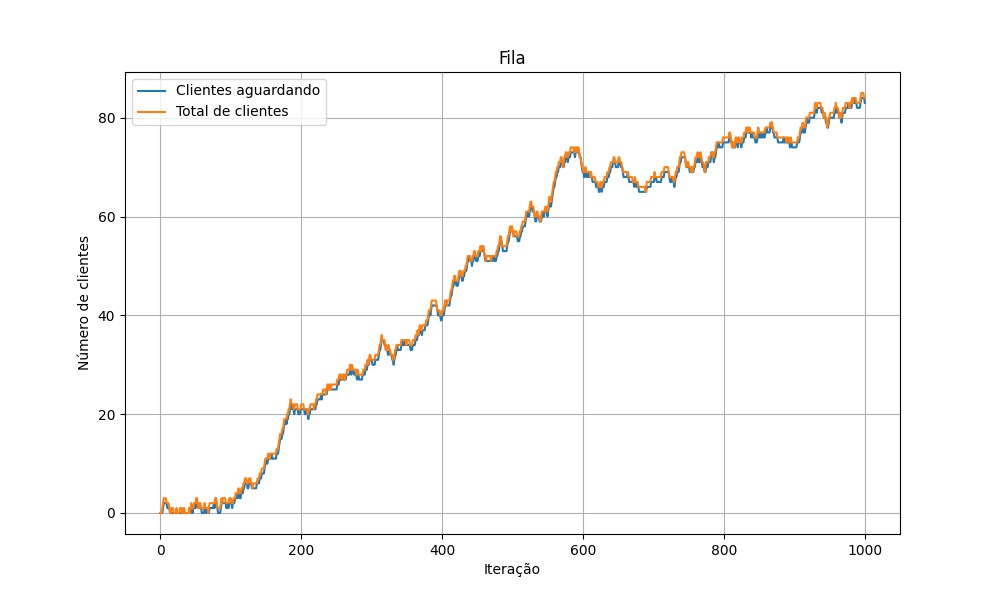 Fila
Clientes aguardando
Total de clientes
Número de clientes
80
60
40
20
0
0 200 400 600 800 1000
Iteração